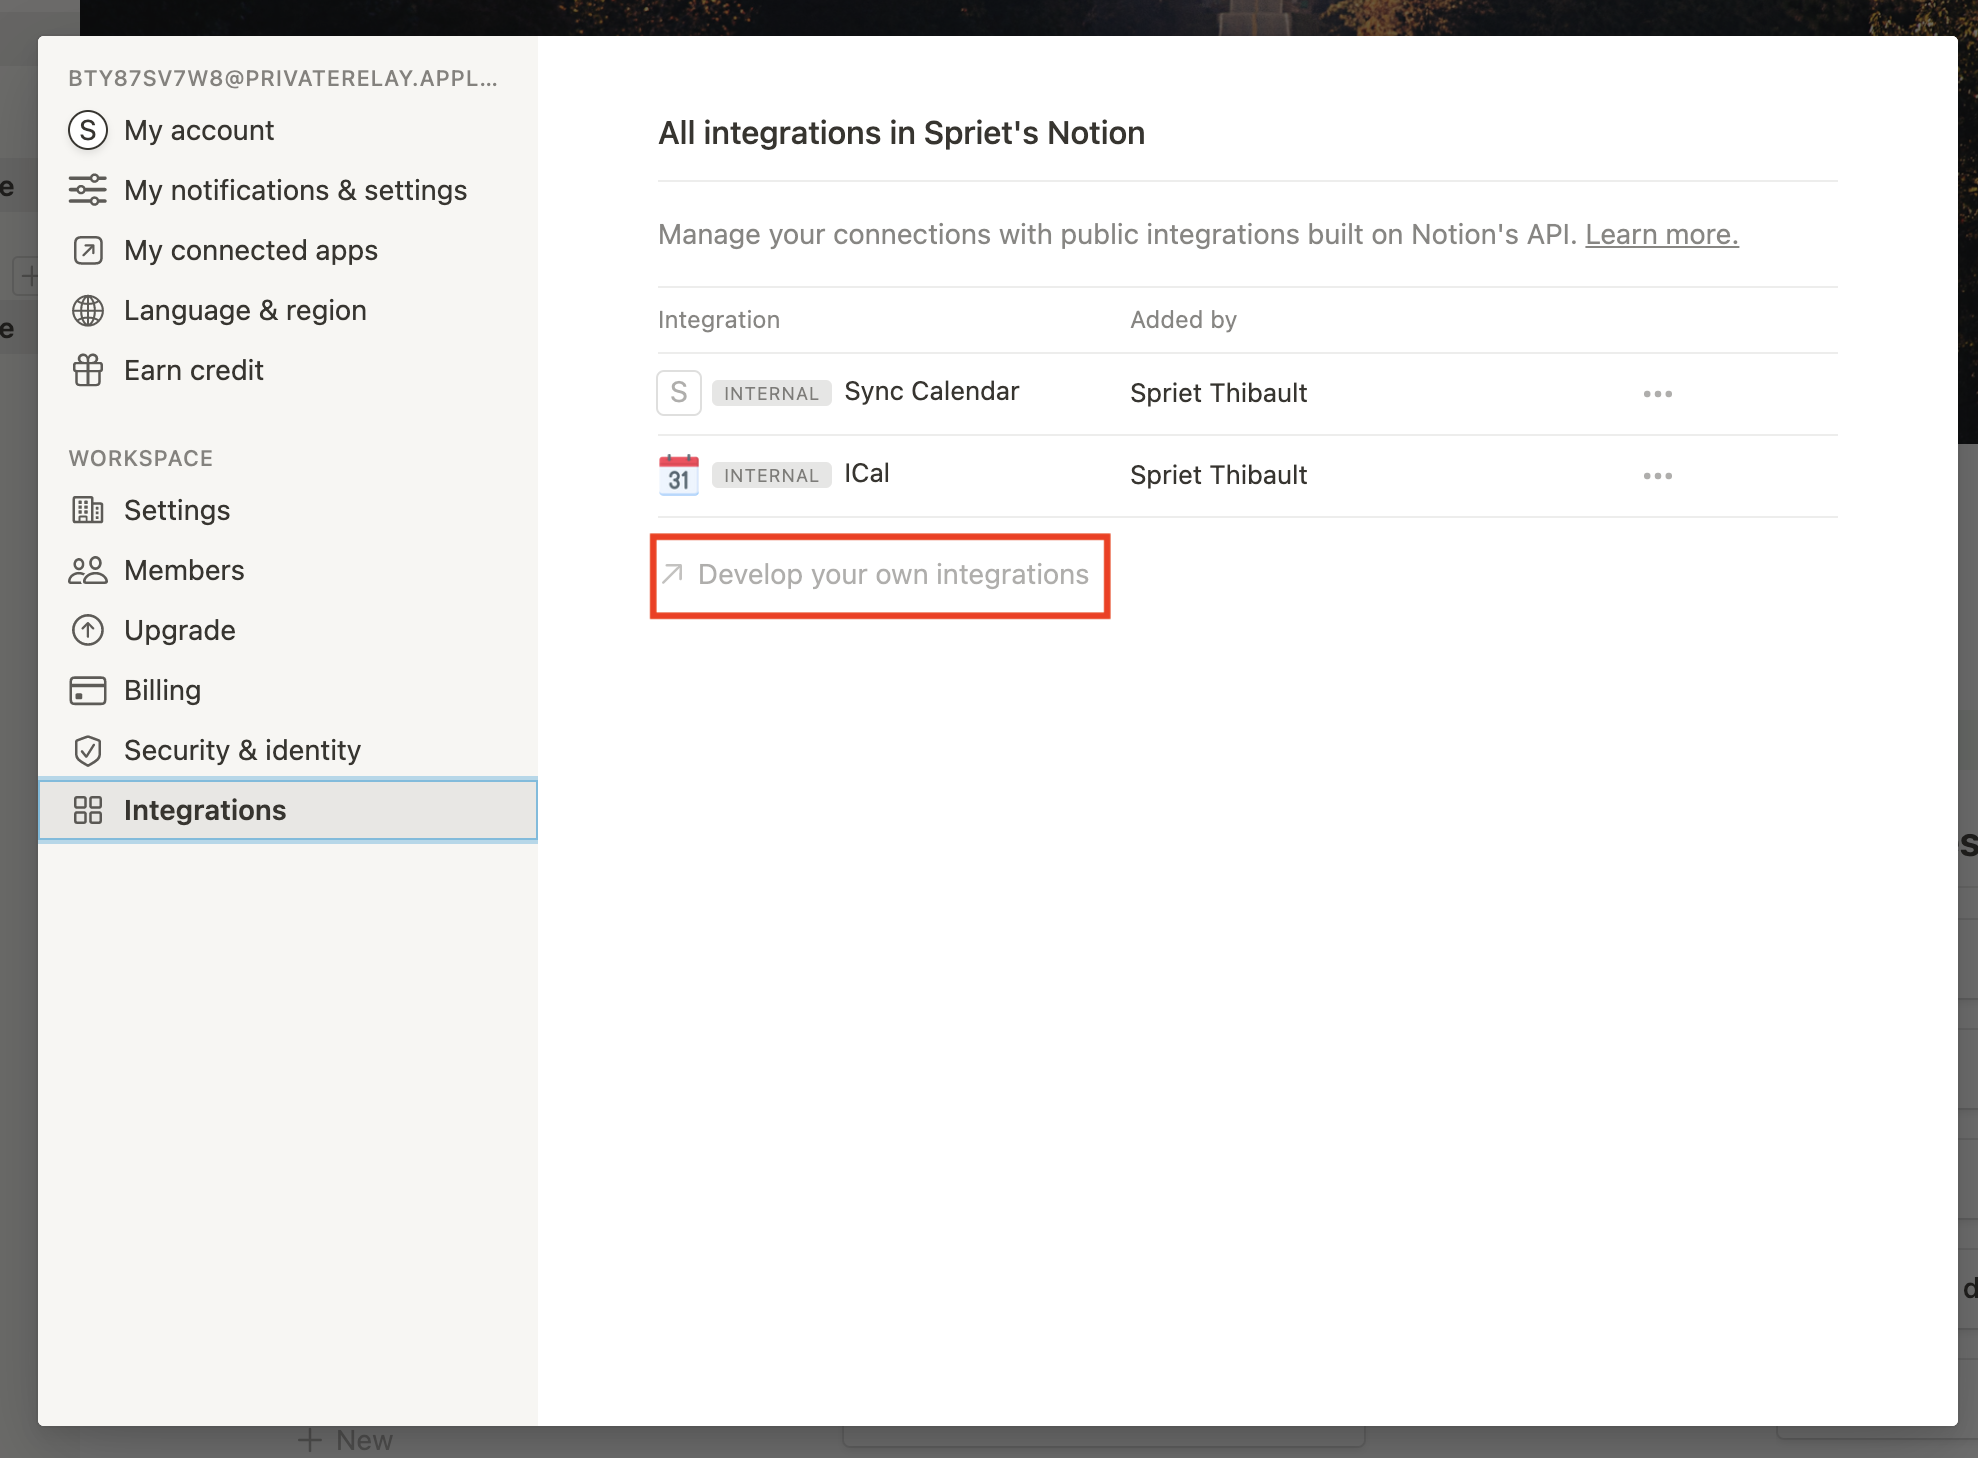 BTY87SV7W8@PRIVATERELAY.APPL...
S My account
My notifications & settings
My connected apps
Language & region
Earn credit
WORKSPACE
Settings
Members
Upgrade
Billing
Security & identity
Integrations
All integrations in Spriet's Notion
Manage your connections with public integrations built on Notion's API. Learn more.
Integration Added by
S INTERNAL Sync Calendar Spriet Thibault
31 INTERNAL ICal Spriet Thibault
Develop your own integrations
e
e
s
d
New